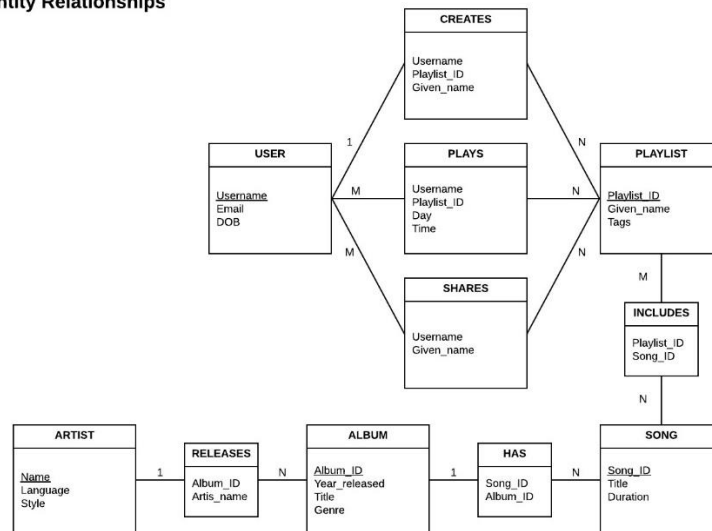 ntity Relationships
CREATES
Username
Playlist_ID
Given_name
1
N
USER
Username
Email
DOB
M
PLAYS
Username
Playlist_ID
Day
Time
N
PLAYLIST
Playlist_ID
Given_name
Tags
M
N
SHARES
Username
Given_name
M
INCLUDES
Playlist_ID
Song_ID
N
ARTIST
Name
Language
Style
1
RELEASES
Album_ID
Artis_name
N
ALBUM
Album_ID
Year_released
Title
Genre
1
HAS
Song_ID
Album_ID
N
SONG
Song_ID
Title
Duration